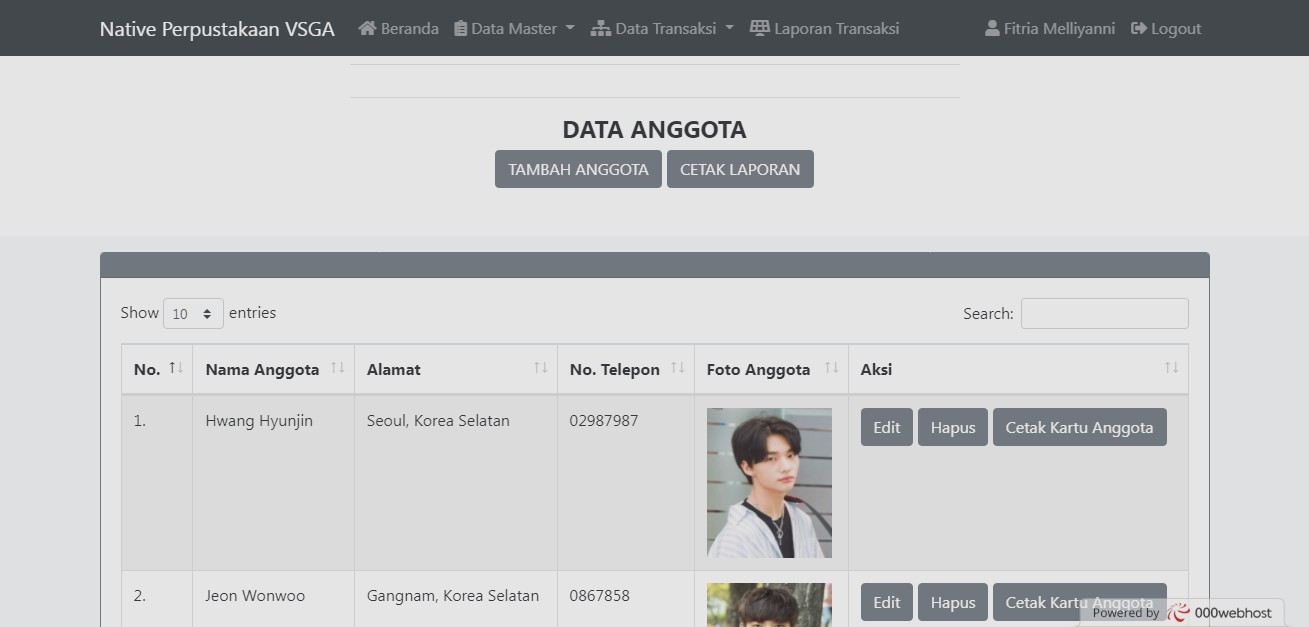 Native Perpustakaan VSGA Beranda Data Master Data Transaksi Laporan Transaksi Fitria Melliyanni Logout
DATA ANGGOTA
TAMBAH ANGGOTA CETAK LAPORAN
Show 10 entries Search:
No. Nama Anggota Alamat No. Telepon Foto Anggota Aksi
1. Hwang Hyunjin Seoul, Korea Selatan 02987987 Edit Hapus Cetak Kartu Anggota
2. Jeon Wonwoo Gangnam, Korea Selatan 0867858 Edit Hapus Cetak Kartu Anggota
Powered by 000webhost